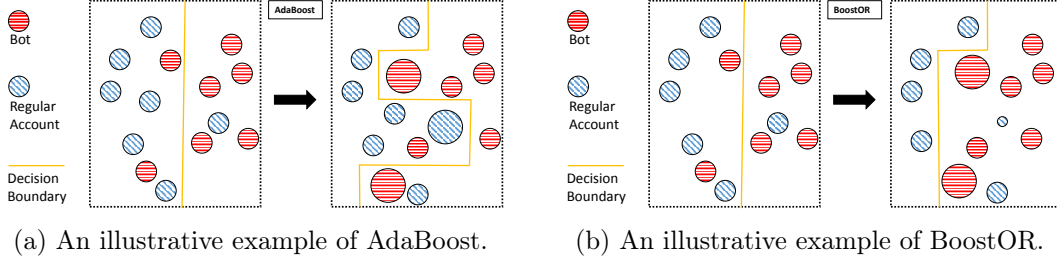 Bot
Regular
Account
Decision
Boundary
AdaBoost
(a) An illustrative example of AdaBoost.
Bot
Regular
Account
Decision
Boundary
BoostOR
(b) An illustrative example of BoostOR.